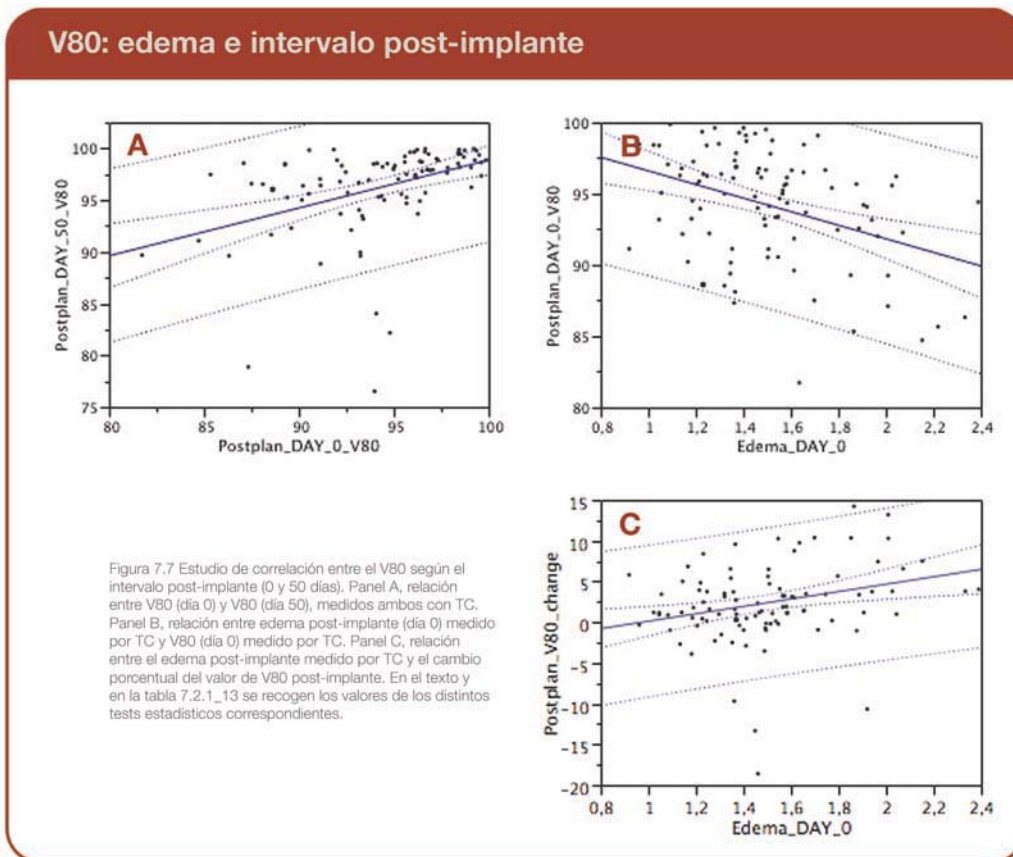 V80: edema e intervalo post-implante
A
Postplan_DAY_50_V80
100
95
90
85
80
75
80
85
90
95
100
Postplan_DAY_0_V80
B
Postplan_DAY_0_V80
100
95
90
85
80
0,8
1
1,2
1,4
1,6
1,8
2
2,2
2,4
Edema_DAY_0
C
Postplan_V80_change
15
10
5
0
-5
-10
-15
-20
0,8
1
1,2
1,4
1,6
1,8
2
2,2
2,4
Edema_DAY_0
Figura 7.7 Estudio de correlación entre el V80 según el
intervalo post-implante (0 y 50 días). Panel A, relación
entre V80 (día 0) y V80 (día 50), medidos ambos con TC.
Panel B, relación entre edema post-implante (día 0) medido
por TC y V80 (día 0) medido por TC. Panel C, relación
entre el edema post-implante medido por TC y el cambio
porcentual del valor de V80 post-implante. En el texto y
en la tabla 7.2.1_13 se recogen los valores de los distintos
tests estadísticos correspondientes.